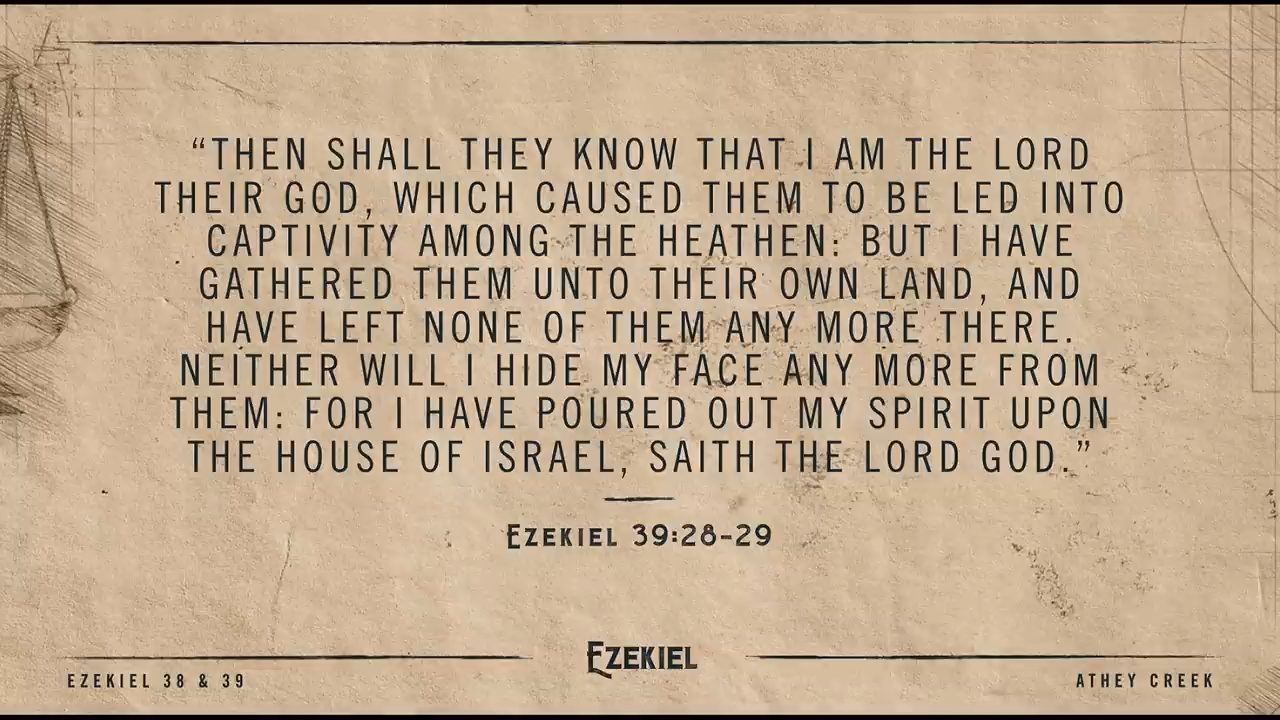 “THEN SHALL THEY KNOW THAT I AM THE LORD
THEIR GOD, WHICH CAUSED THEM TO BE LED INTO
CAPTIVITY AMONG THE HEATHEN: BUT I HAVE
GATHERED THEM UNTO THEIR OWN LAND, AND
HAVE LEFT NONE OF THEM ANY MORE THERE.
NEITHER WILL I HIDE MY FACE ANY MORE FROM
THEM: FOR I HAVE POURED OUT MY SPIRIT UPON
THE HOUSE OF ISRAEL, SAITH THE LORD GOD.”
EZEKIEL 39:28-29
EZEKIEL
EZEKIEL 38 & 39
ATHEY CREEK